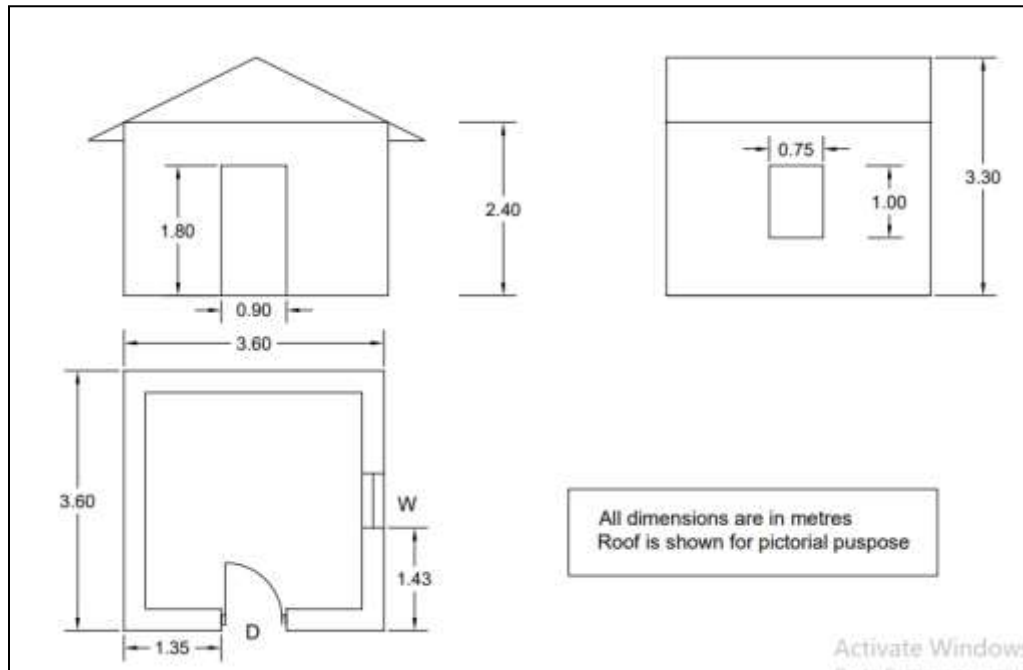 0.75
3.30
2.40
1.00
1.80
0.90
3.60
3.60
W
All dimensions are in metres
Roof is shown for pictorial puspose
1.43
D
1.35
Activate Windows